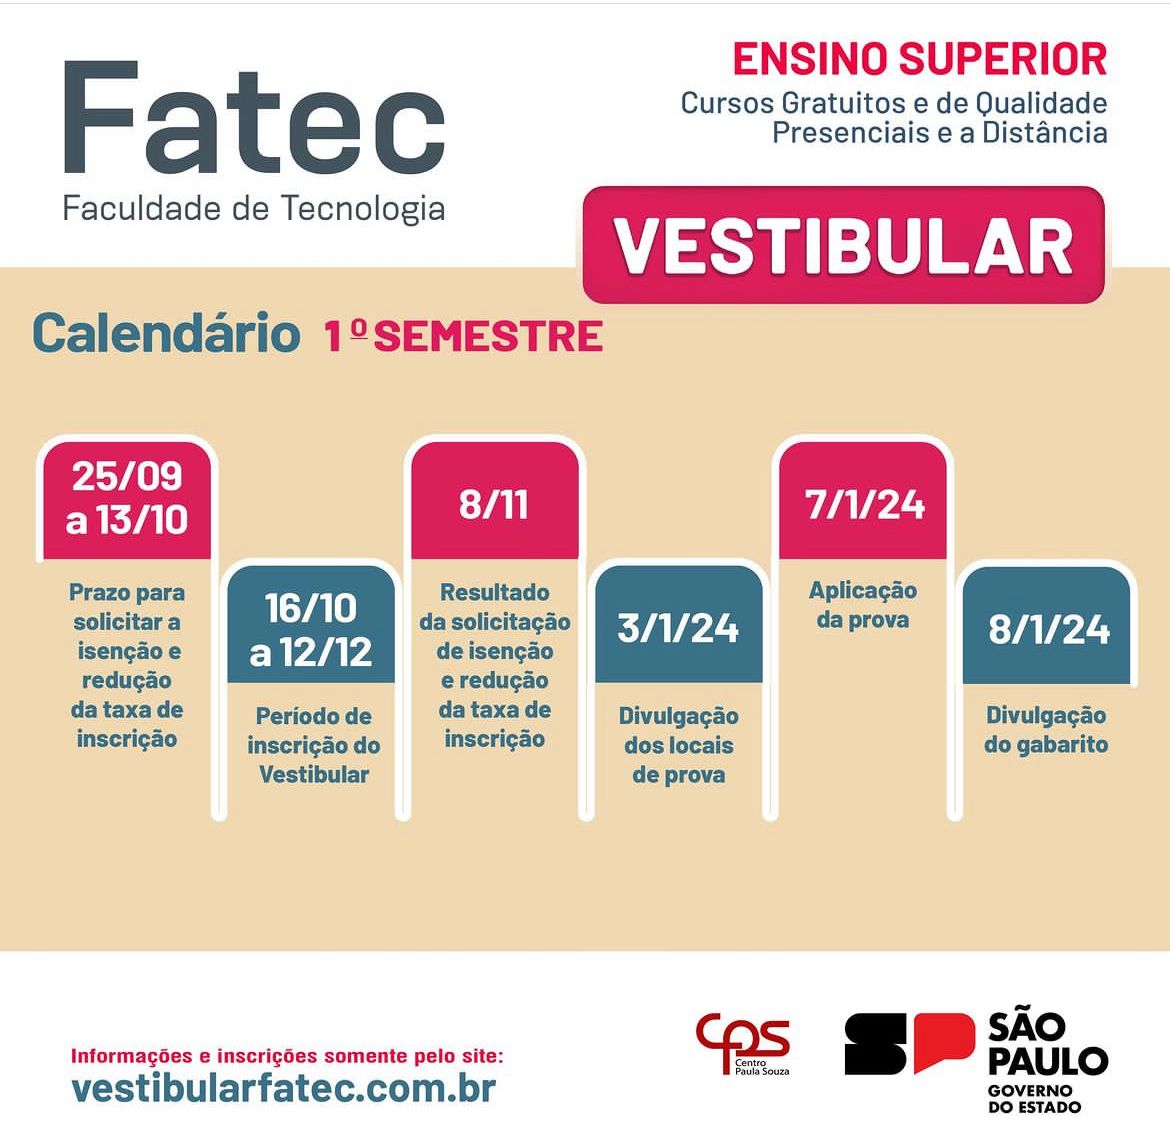 Fatec
Faculdade de Tecnologia
ENSINO SUPERIOR
Cursos Gratuitos e de Qualidade
Presenciais e a Distância
VESTIBULAR
Calendário 1º SEMESTRE
25/09
a 13/10
Prazo para
solicitar a
isenção e
redução
da taxa de
inscrição
16/10
a 12/12
Período de
inscrição do
Vestibular
8/11
Resultado
da solicitação
de isenção
e redução
da taxa de
inscrição
3/1/24
Divulgação
dos locais
de prova
7/1/24
Aplicação
da prova
8/1/24
Divulgação
do gabarito
Informações e inscrições somente pelo site:
vestibularfatec.com.br
cps
Centro
Paula Souza
SP
SÃO
PAULO
GOVERNO
DO ESTADO